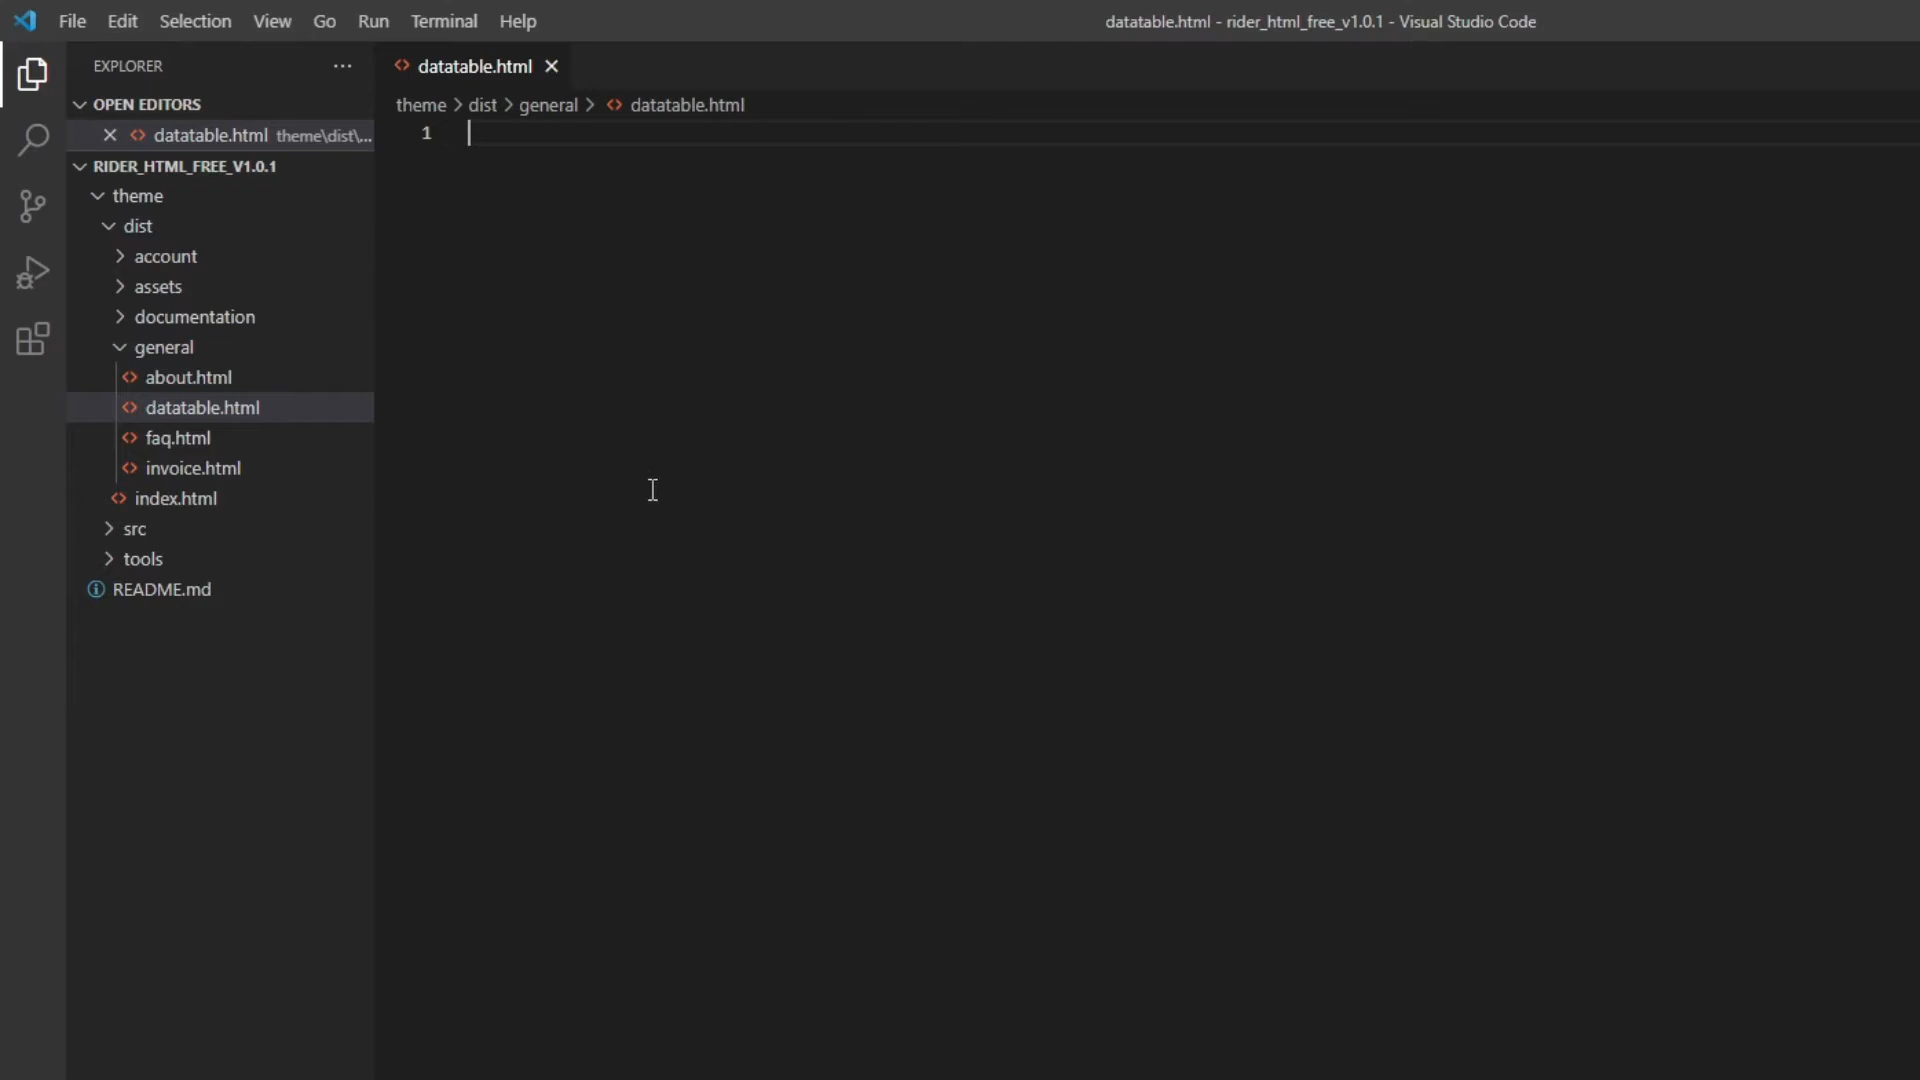 File Edit Selection View Go Run Terminal Help
datatable.html - rider_html_free_v1.0.1 - Visual Studio Code
EXPLORER ···
OPEN EDITORS
datatable.html theme\dist\...
RIDER_HTML_FREE_V1.0.1
theme
dist
account
assets
documentation
general
about.html
datatable.html
faq.html
invoice.html
index.html
src
tools
README.md
datatable.html
theme > dist > general > datatable.html
1